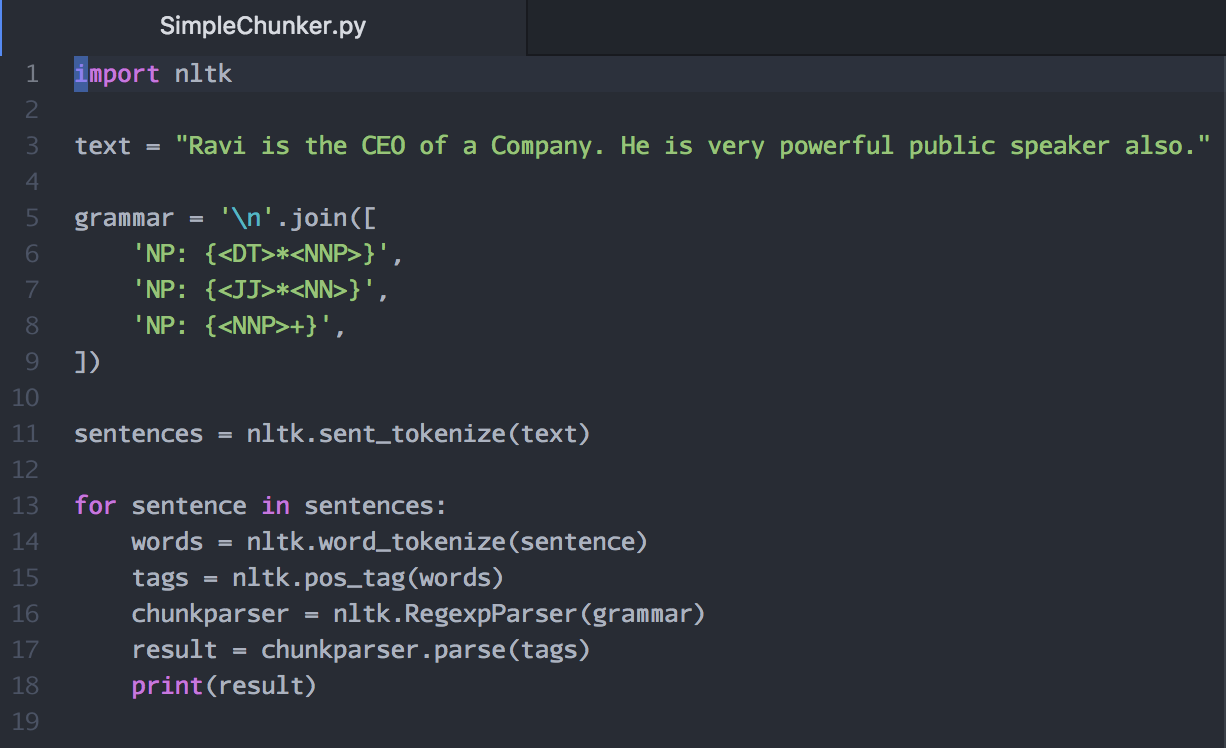 SimpleChunker.py
1 import nltk
2
3 text = "Ravi is the CEO of a Company. He is very powerful public speaker also."
4
5 grammar = '\n'.join([
6     'NP: {<DT>*<NNP>}',
7     'NP: {<JJ>*<NN>}',
8     'NP: {<NNP>+}',
9 ])
10
11 sentences = nltk.sent_tokenize(text)
12
13 for sentence in sentences:
14     words = nltk.word_tokenize(sentence)
15     tags = nltk.pos_tag(words)
16     chunkparser = nltk.RegexpParser(grammar)
17     result = chunkparser.parse(tags)
18     print(result)
19